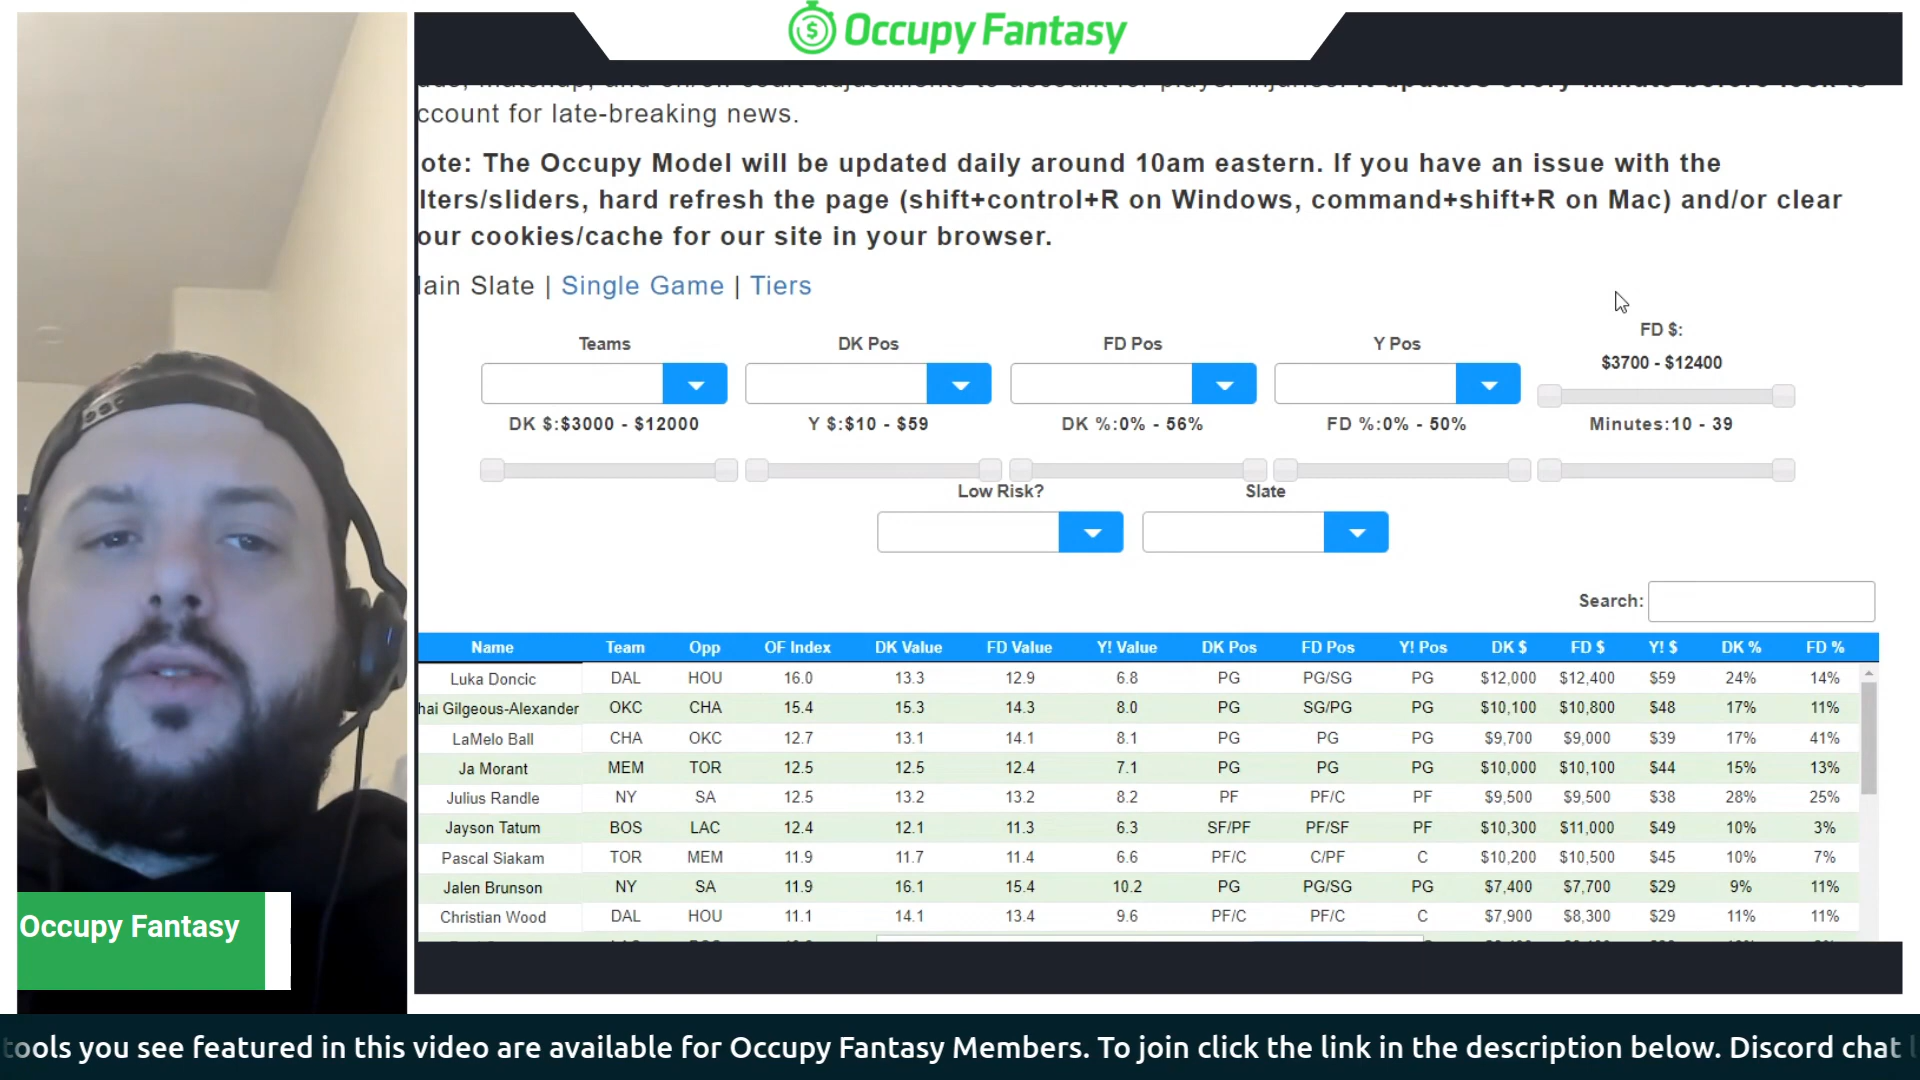 Occupy Fantasy
ccount for late-breaking news.
ote: The Occupy Model will be updated daily around 10am eastern. If you have an issue with the
lters/sliders, hard refresh the page (shift+control+R on Windows, command+shift+R on Mac) and/or clear
our cookies/cache for our site in your browser.
ain Slate | Single Game | Tiers
Teams DK Pos FD Pos Y Pos FD $:
$3700 - $12400
DK $:$3000 - $12000 Y $:$10 - $59 DK %:0% - 56% FD %:0% - 50% Minutes:10 - 39
Low Risk? Slate
Search:
Name Team Opp OF Index DK Value FD Value Y! Value DK Pos FD Pos Y! Pos DK $ FD $ Y! $ DK % FD %
Luka Doncic DAL HOU 16.0 13.3 12.9 6.8 PG PG/SG PG $12,000 $12,400 $59 24% 14%
hai Gilgeous-Alexander OKC CHA 15.4 15.3 14.3 8.0 PG SG/PG PG $10,100 $10,800 $48 17% 11%
LaMelo Ball CHA OKC 12.7 13.1 14.1 8.1 PG PG PG $9,700 $9,000 $39 17% 41%
Ja Morant MEM TOR 12.5 12.5 12.4 7.1 PG PG PG $10,000 $10,100 $44 15% 13%
Julius Randle NY SA 12.5 13.2 13.2 8.2 PF PF/C PF $9,500 $9,500 $38 28% 25%
Jayson Tatum BOS LAC 12.4 12.1 11.3 6.3 SF/PF PF/SF PF $10,300 $11,000 $49 10% 3%
Pascal Siakam TOR MEM 11.9 11.7 11.4 6.6 PF/C C/PF C $10,200 $10,500 $45 10% 7%
Jalen Brunson NY SA 11.9 16.1 15.4 10.2 PG PG/SG PG $7,400 $7,700 $29 9% 11%
Christian Wood DAL HOU 11.1 14.1 13.4 9.6 PF/C PF/C C $7,900 $8,300 $29 11% 11%
Occupy Fantasy
tools you see featured in this video are available for Occupy Fantasy Members. To join click the link in the description below. Discord chat